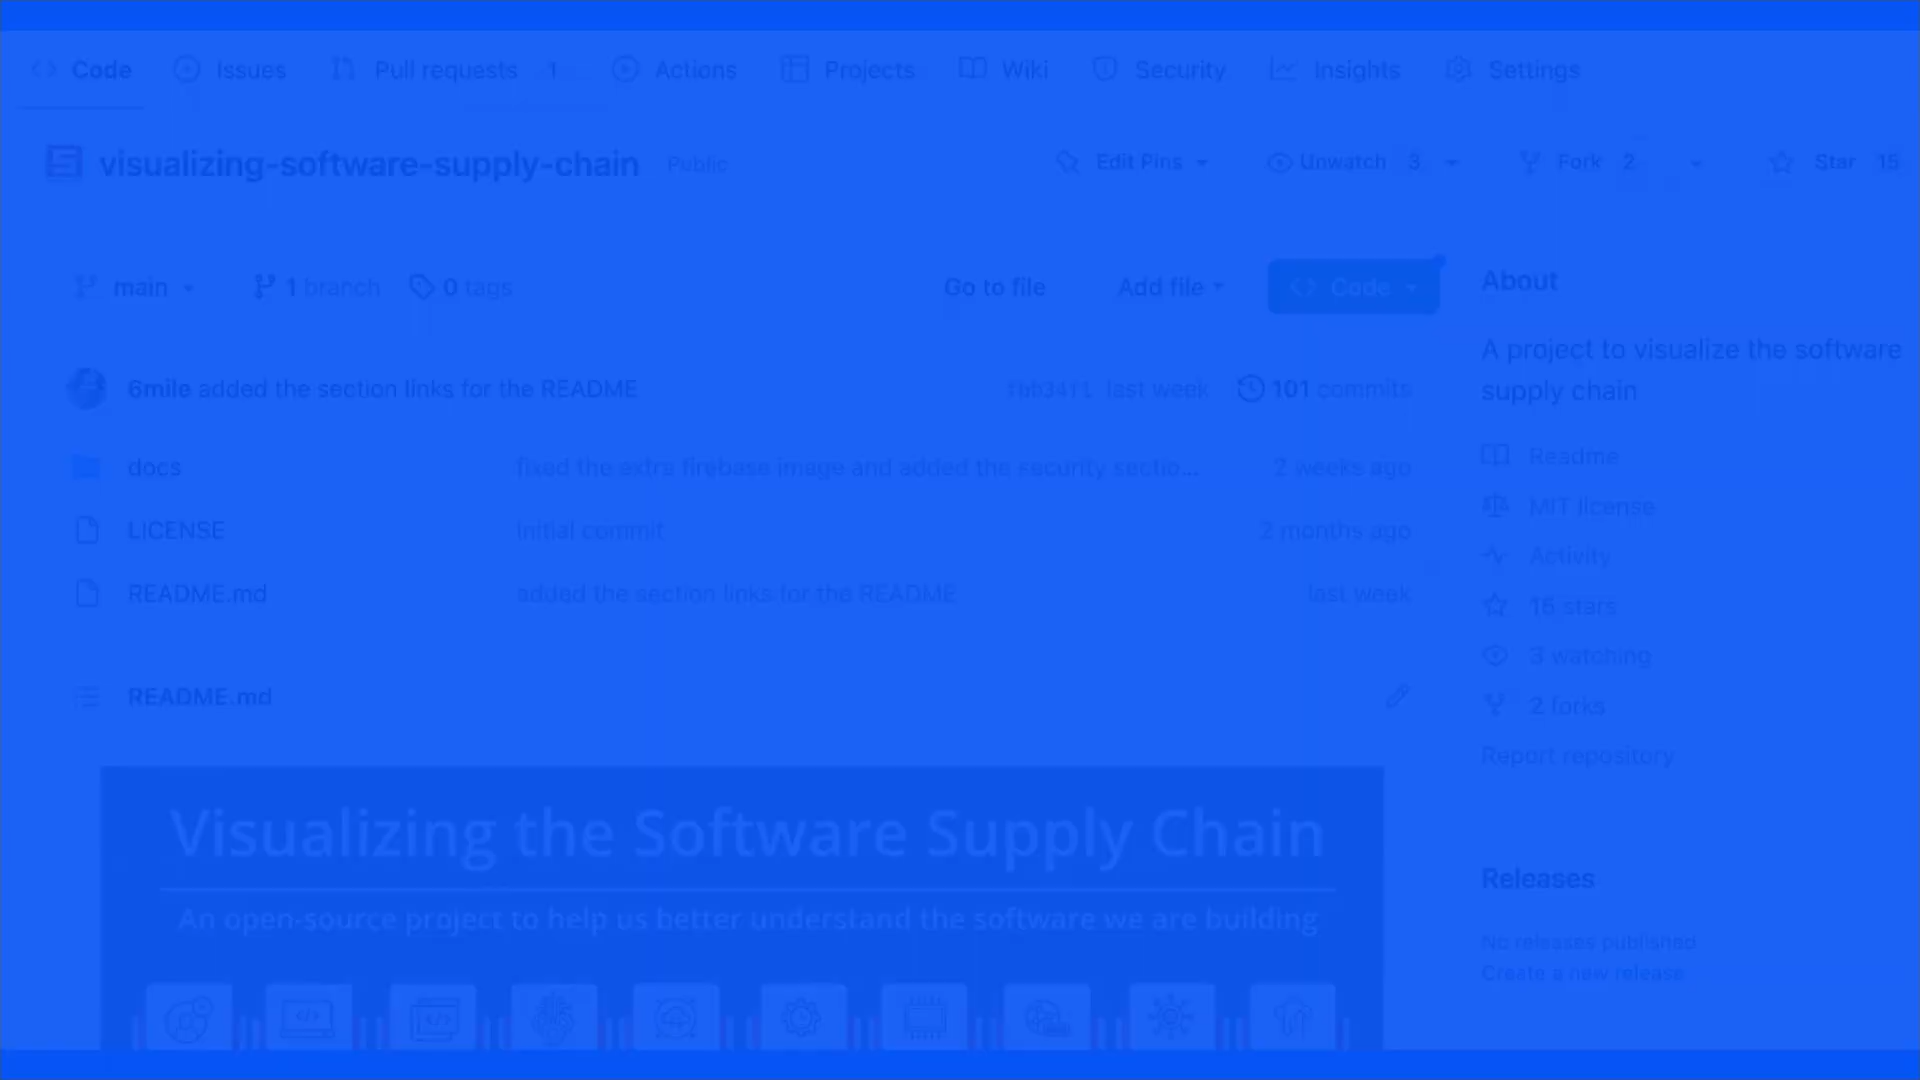 Code Issues Pull requests 1 Actions Projects Wiki Security Insights Settings
visualizing-software-supply-chain Public Edit Pins Unwatch 3 Fork 2 Star 15
main 1 branch 0 tags Go to file Add file Code
6mile added the section links for the README last week 101 commits
docs fixed the extra firebase image and added the security sectio... 2 weeks ago
LICENSE Initial commit 2 months ago
README.md added the section links for the README last week
README.md
Visualizing the Software Supply Chain
An open-source project to help us better understand the software we are building
About
A project to visualize the software
supply chain
Readme
MIT license
Activity
15 stars
3 watching
2 forks
Report repository
Releases
No releases published
Create a new release